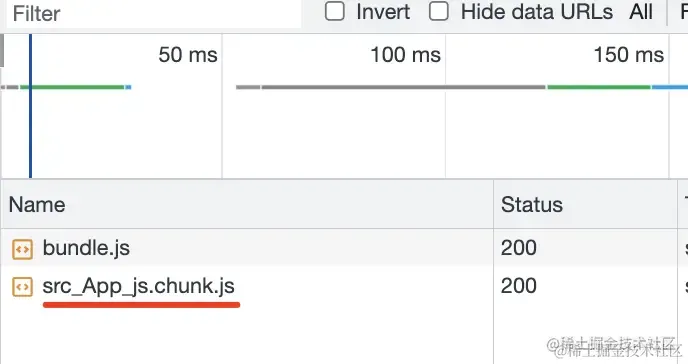 Filter Invert Hide data URLs All
50 ms 100 ms 150 ms
Name Status
bundle.js 200
src_App_js.chunk.js 200
@稀土掘金技术社区